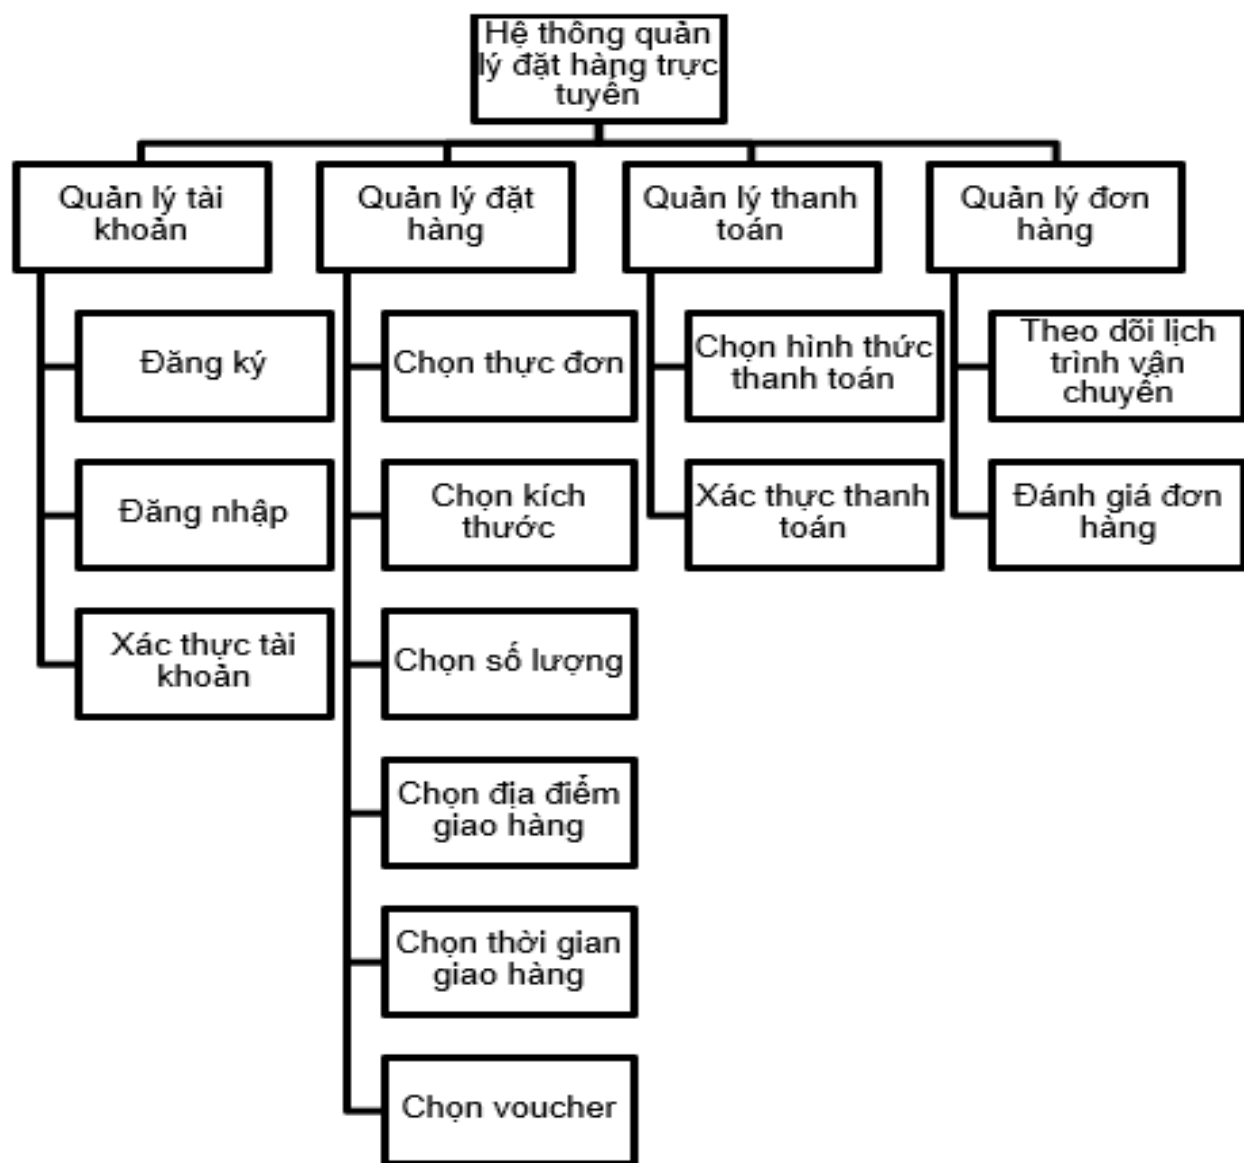 Hệ thống quản
lý đặt hàng trực
tuyến
Quản lý tài
khoản
Quản lý đặt
hàng
Quản lý thanh
toán
Quản lý đơn
hàng
Đăng ký
Đăng nhập
Xác thực tài
khoản
Chọn thực đơn
Chọn kích
thước
Chọn số lượng
Chọn địa điểm
giao hàng
Chọn thời gian
giao hàng
Chọn voucher
Chọn hình thức
thanh toán
Xác thực thanh
toán
Theo dõi lịch
trình vận
chuyển
Đánh giá đơn
hàng